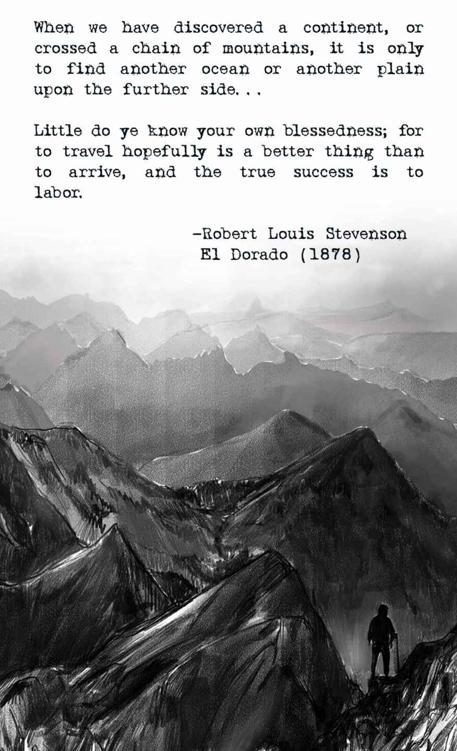 When we have discovered a continent, or
crossed a chain of mountains, it is only
to find another ocean or another plain
upon the further side...
Little do ye know your own blessedness; for
to travel hopefully is a better thing than
to arrive, and the true success is to
labor.
-Robert Louis Stevenson
El Dorado (1878)